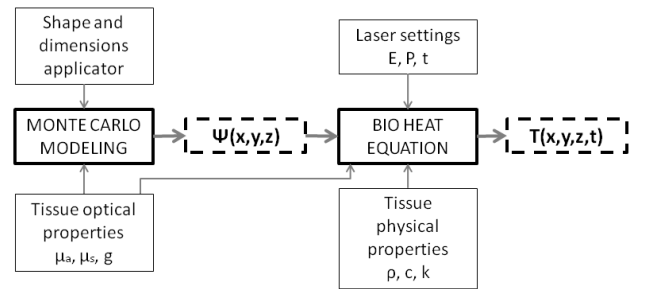 Shape and
dimensions
applicator
Laser settings
E, P, t
MONTE CARLO
MODELING
Ψ(x,y,z)
BIO HEAT
EQUATION
T(x,y,z,t)
Tissue optical
properties
μₐ, μₛ, g
Tissue
physical
properties
ρ, c, k